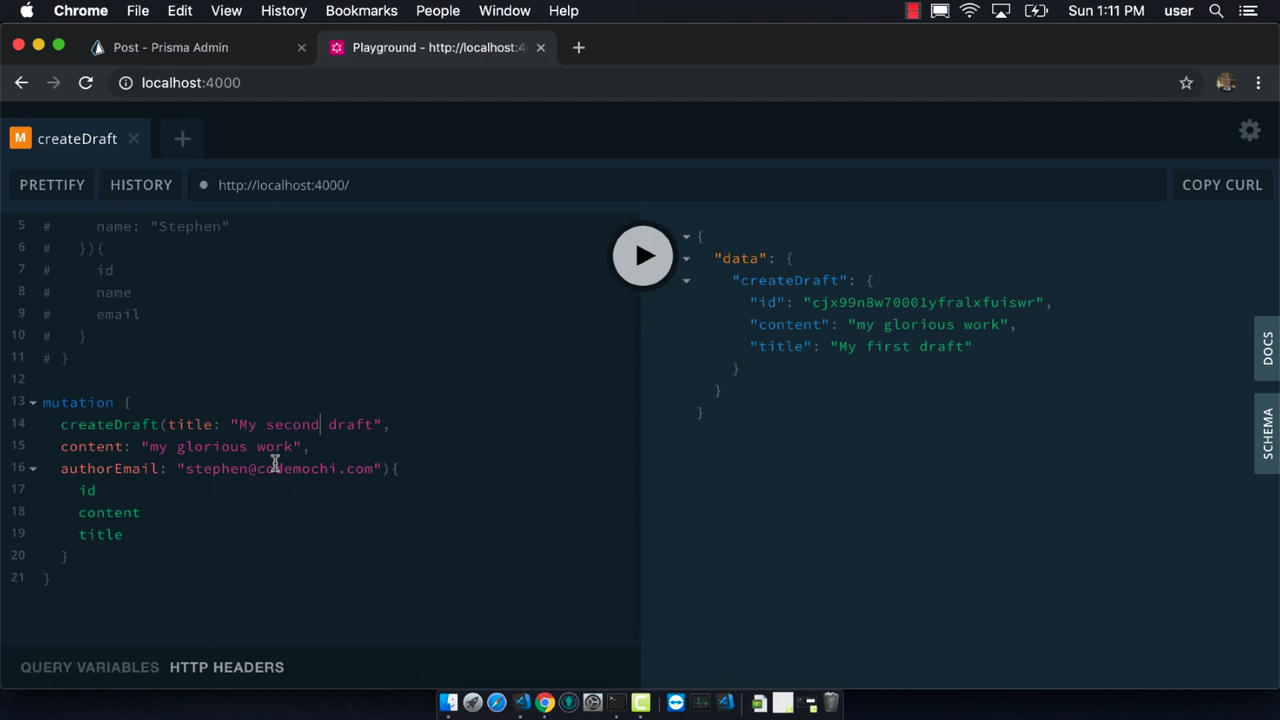 Chrome File Edit View History Bookmarks People Window Help Sun 1:11 PM user
Post - Prisma Admin Playground - http://localhost:4
localhost:4000
M createDraft
PRETTIFY HISTORY http://localhost:4000/ COPY CURL
5 # name: "Stephen"
6 # }){
7 # id
8 # name
9 # email
10 # }
11 # }
12
13 mutation {
14 createDraft(title: "My second draft",
15 content: "my glorious work",
16 authorEmail: "stephen@codemochi.com"){
17 id
18 content
19 title
20 }
21 }
{
"data": {
"createDraft": {
"id": "cjx99n8w70001yfralxfuiswr",
"content": "my glorious work",
"title": "My first draft"
}
}
}
DOCS
SCHEMA
QUERY VARIABLES HTTP HEADERS